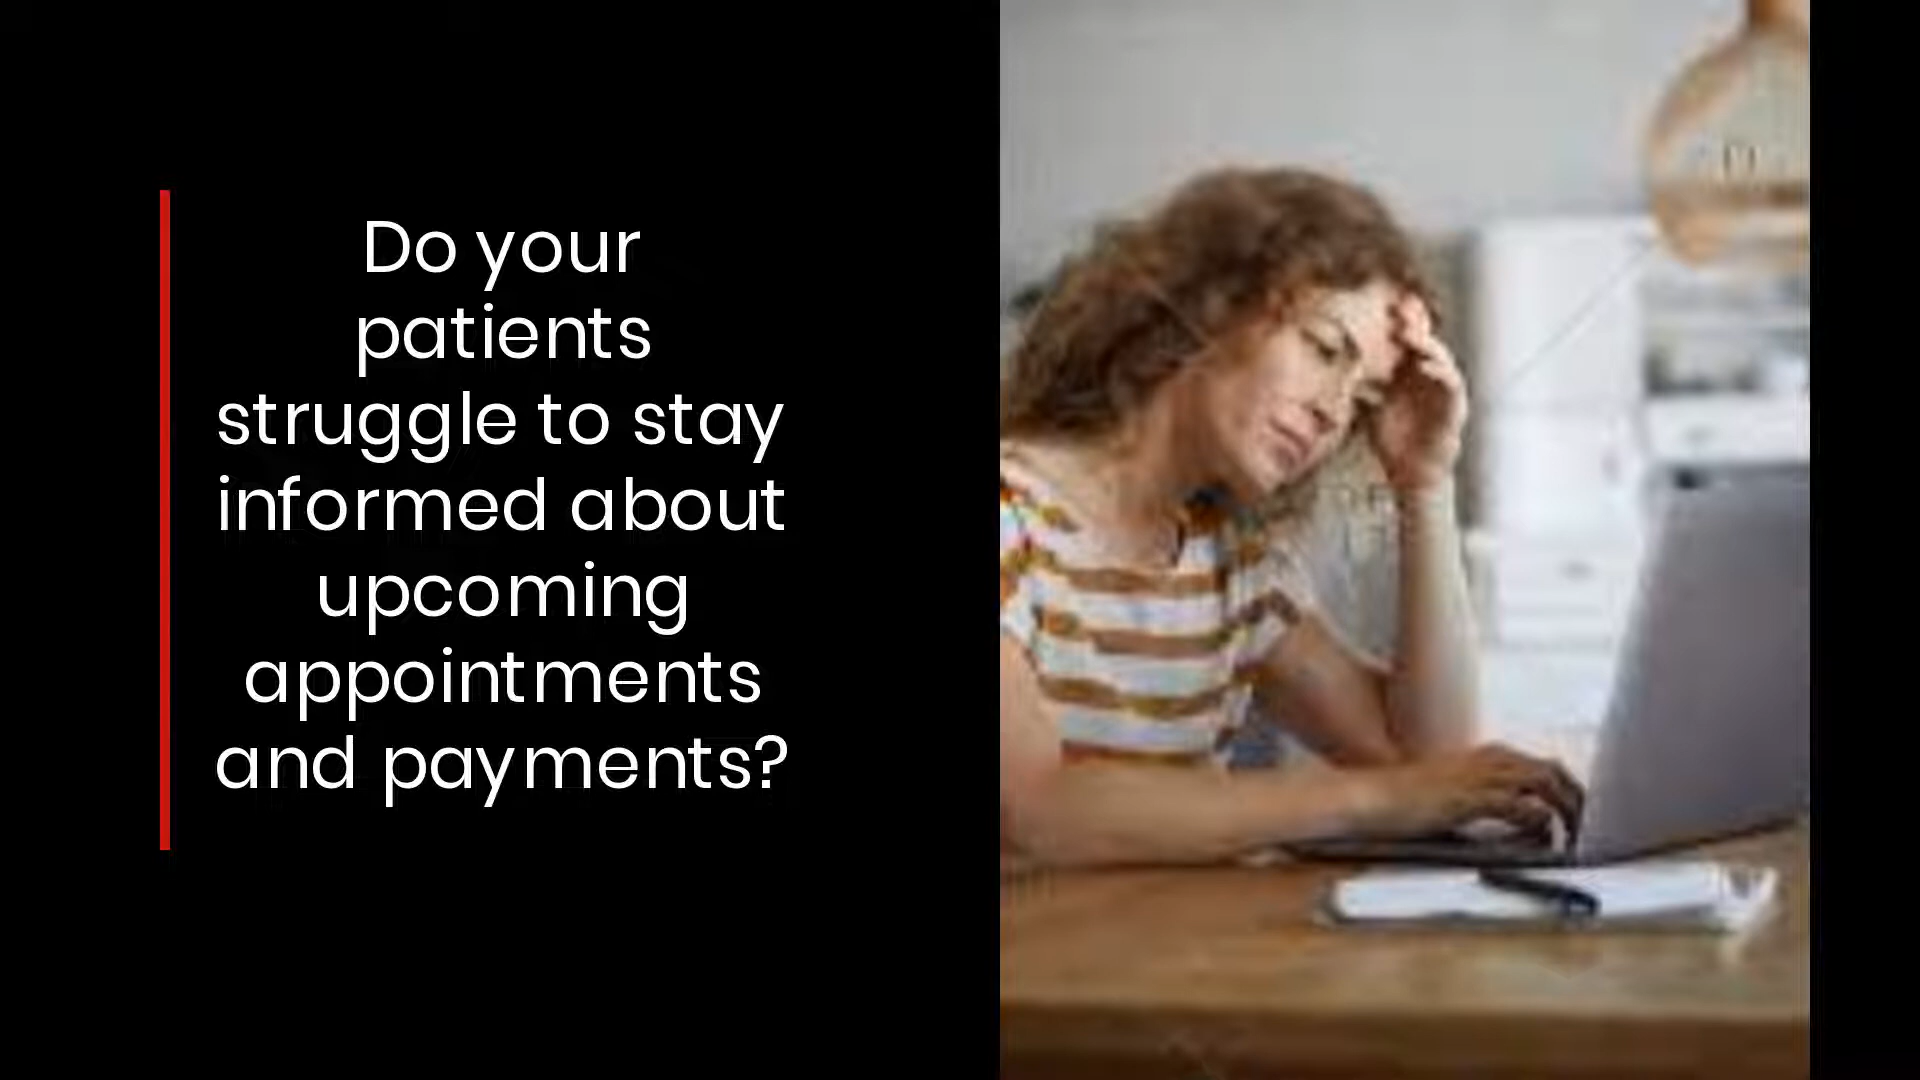 Do your
patients
struggle to stay
informed about
upcoming
appointments
and payments?